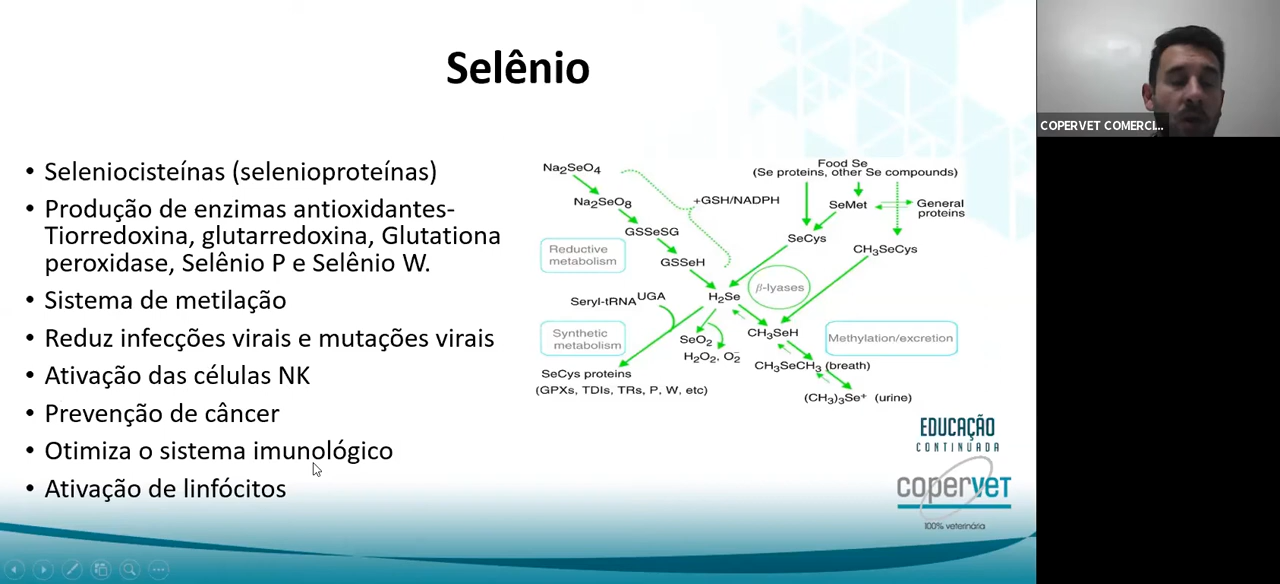 Selênio
• Seleniocisteínas (selenioproteínas)
• Produção de enzimas antioxidantes-
Tiorredoxina, glutarredoxina, Glutationa
peroxidase, Selênio P e Selênio W.
• Sistema de metilação
• Reduz infecções virais e mutações virais
• Ativação das células NK
• Prevenção de câncer
• Otimiza o sistema imunológico
• Ativação de linfócitos
Na2SeO4
Na2SeO8
GSSeSG
GSSeH
+GSH/NADPH
Food Se
(Se proteins, other Se compounds)
SeMet
General
proteins
SeCys
CH3SeCys
Reductive
metabolism
β-lyases
H2Se
Seryl-tRNAUGA
Synthetic
metabolism
SeO2
H2O2, O2-
CH3SeH
Methylation/excretion
CH3SeCH3 (breath)
SeCys proteins
(GPXs, TDIs, TRs, P, W, etc)
(CH3)3Se+ (urine)
EDUCAÇÃO
CONTINUADA
copervet
100% veterinária
COPERVET COMERCI...